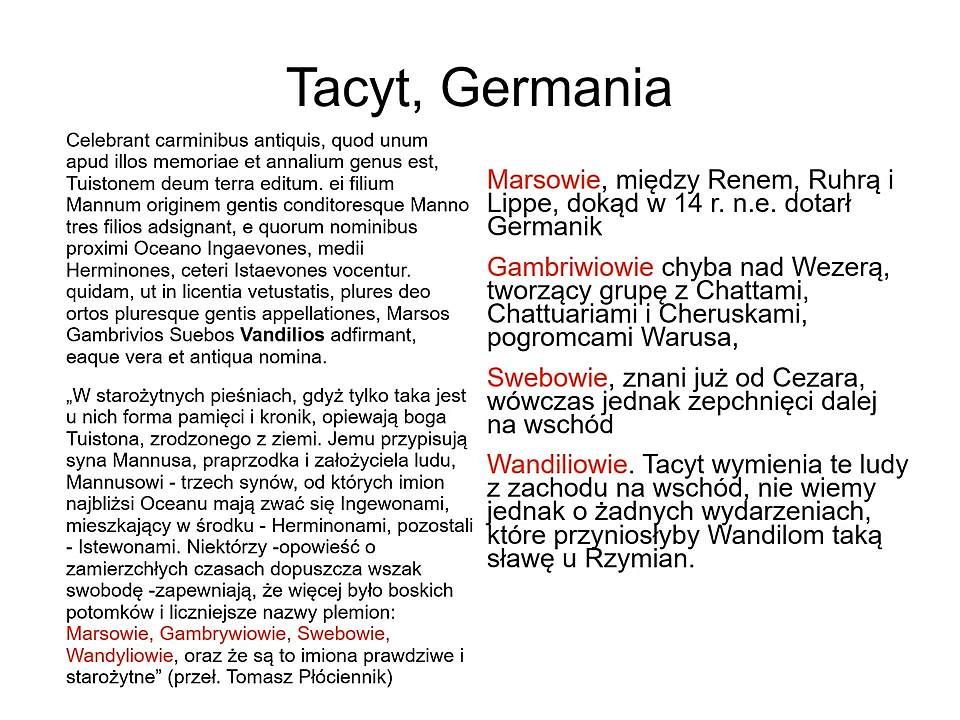 Tacyt, Germania
Celebrant carminibus antiquis, quod unum
apud illos memoriae et annalium genus est,
Tuistonem deum terra editum. ei filium
Mannum originem gentis conditoresque Manno
tres filios adsignant, e quorum nominibus
proximi Oceano Ingaevones, medii
Herminones, ceteri Istaevones vocentur.
quidam, ut in licentia vetustatis, plures deo
ortos pluresque gentis appellationes, Marsos
Gambrivios Suebos Vandilios adfirmant,
eaque vera et antiqua nomina.
„W starożytnych pieśniach, gdyż tylko taka jest
u nich forma pamięci i kronik, opiewają boga
Tuistona, zrodzonego z ziemi. Jemu przypisują
syna Mannusa, praprzodka i założyciela ludu,
Mannusowi - trzech synów, od których imion
najbliżsi Oceanu mają zwać się Ingewonami,
mieszkający w środku - Herminonami, pozostali
- Istewonami. Niektórzy -opowieść o
zamierzchłych czasach dopuszcza wszak
swobodę -zapewniają, że więcej było boskich
potomków i liczniejsze nazwy plemion:
Marsowie, Gambrywiowie, Swebowie,
Wandyliowie, oraz że są to imiona prawdziwe i
starożytne” (przeł. Tomasz Płóciennik)
Marsowie, między Renem, Ruhrą i
Lippe, dokąd w 14 r. n.e. dotarł
Germanik
Gambriwiowie chyba nad Wezerą,
tworzący grupę z Chattami,
Chattuariami i Cheruskami,
pogromcami Warusa,
Swebowie, znani już od Cezara,
wówczas jednak zepchnięci dalej
na wschód
Wandiliowie. Tacyt wymienia te ludy
z zachodu na wschód, nie wiemy
jednak o żadnych wydarzeniach,
które przyniosłyby Wandilom taką
sławę u Rzymian.